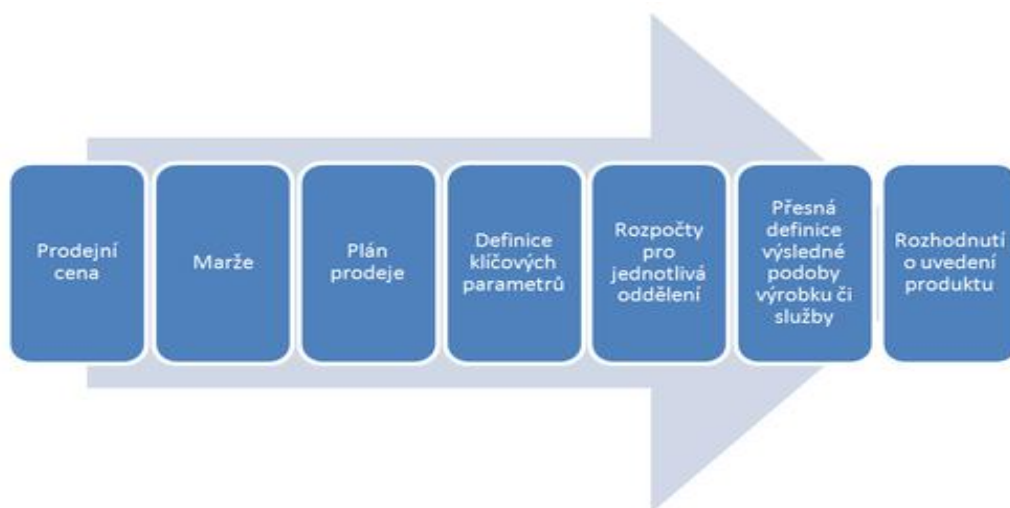 Prodejní
cena
Marže
Plán
prodeje
Definice
klíčových
parametrů
Rozpočty
pro
jednotlivá
oddělení
Přesná
definice
výsledné
podoby
výrobku či
služby
Rozhodnutí
o uvedení
produktu